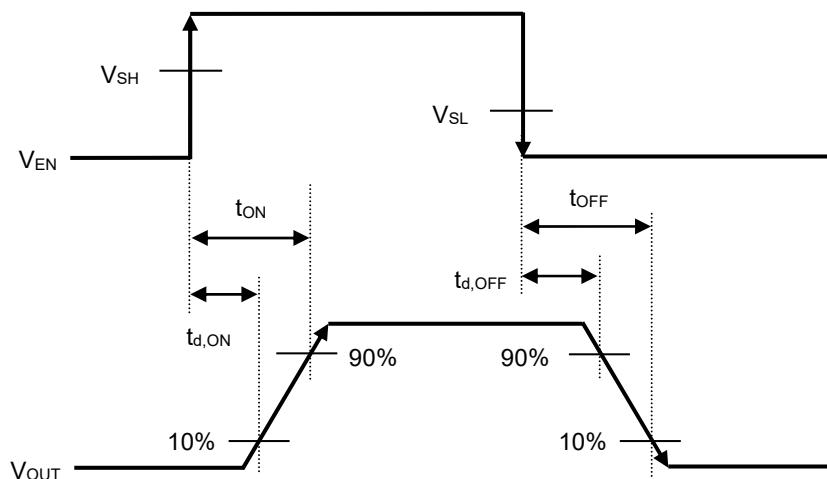 VSH
VSL
VEN
tON
tOFF
td,OFF
td,ON
90%
90%
10%
10%
VOUT